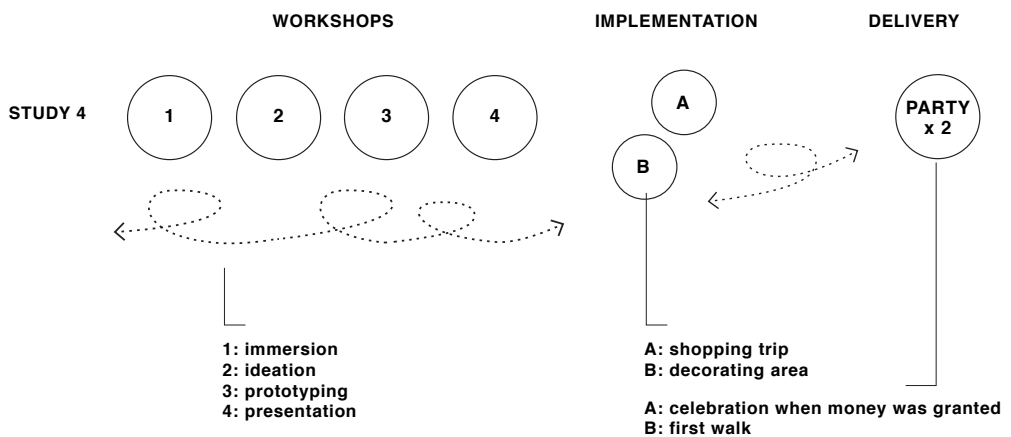 WORKSHOPS
IMPLEMENTATION
DELIVERY
STUDY 4
1
2
3
4
A
B
PARTY
x 2
1: immersion
2: ideation
3: prototyping
4: presentation
A: shopping trip
B: decorating area
A: celebration when money was granted
B: first walk